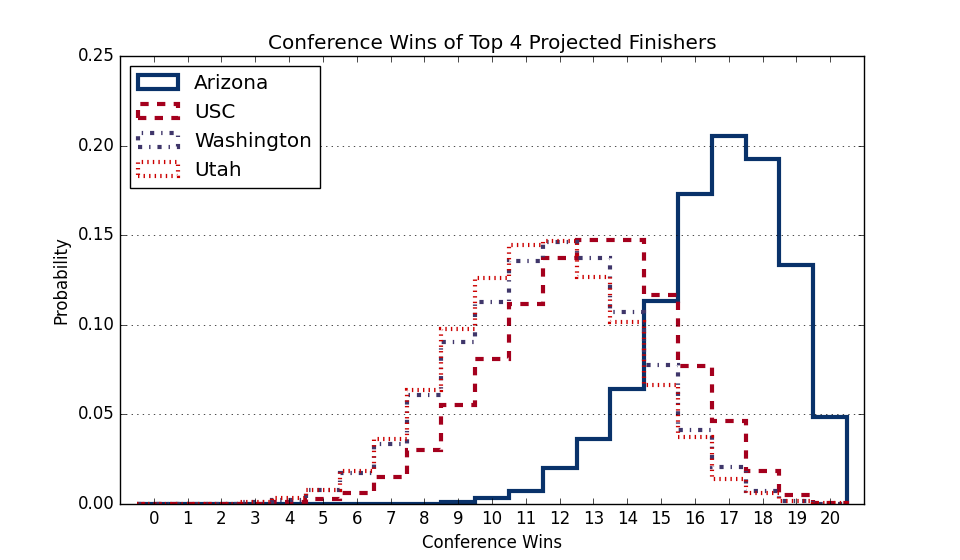 Conference Wins of Top 4 Projected Finishers
0.25
0.20
0.15
0.10
0.05
0.00
Probability
Arizona
USC
Washington
Utah
0 1 2 3 4 5 6 7 8 9 10 11 12 13 14 15 16 17 18 19 20
Conference Wins